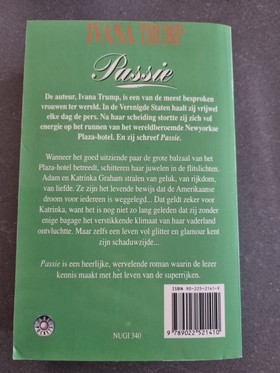 IVANA TRUMP
Passie
De auteur, Ivana Trump, is een van de meest besproken
vrouwen ter wereld. In de Verenigde Staten haalt zij vrijwel
elke dag de pers. Na haar scheiding stortte zij zich vol
energie op het runnen van het wereldberoemde Newyorkse
Plaza-hotel. En zij schreef Passie.
Wanneer het goed uitziende paar de grote balzaal van het
Plaza-hotel betreedt, schitteren haar juwelen in de flitslichten,
Adam en Katrinka Graham stralen van geluk, van rijkdom,
van liefde. Ze zijn het levende bewijs dat de Amerikaanse
droom voor iedereen is weggelegd... Dat geldt zeker voor
Katrinka, want het is nog niet zo lang geleden dat zij zonder
enige bagage het verstikkende klimaat van haar vaderland
ontvluchtte. Maar zelfs een leven vol glitter en glamour kent
zijn schaduwzijde...
Passie is een heerlijke, wervelende roman waarin de lezer
kennis maakt met het leven van de superrijken.
ISBN 90-225-2141-9
9 789022 521410
NUGI 340